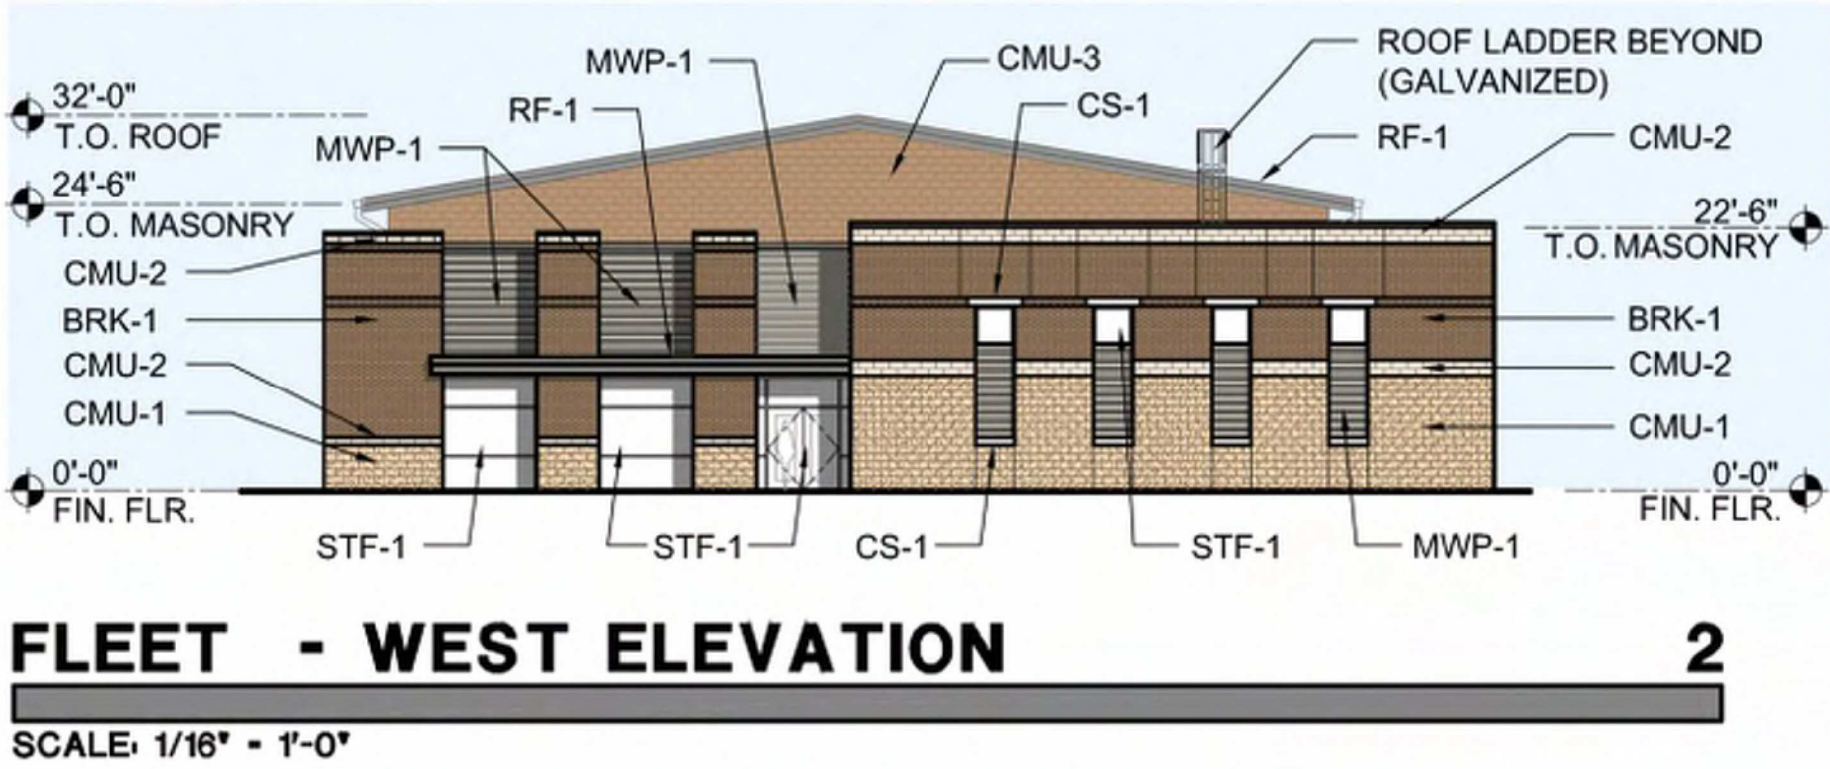 MWP-1
CMU-3
ROOF LADDER BEYOND
(GALVANIZED)
32'-0"
T.O. ROOF
RF-1
CS-1
RF-1
CMU-2
MWP-1
24'-6"
T.O. MASONRY
22'-6"
T.O. MASONRY
CMU-2
BRK-1
BRK-1
CMU-2
CMU-2
CMU-1
CMU-1
0'-0"
FIN. FLR.
0'-0"
FIN. FLR.
STF-1
STF-1
CS-1
STF-1
MWP-1
FLEET - WEST ELEVATION
2
SCALE: 1/16" = 1'-0"